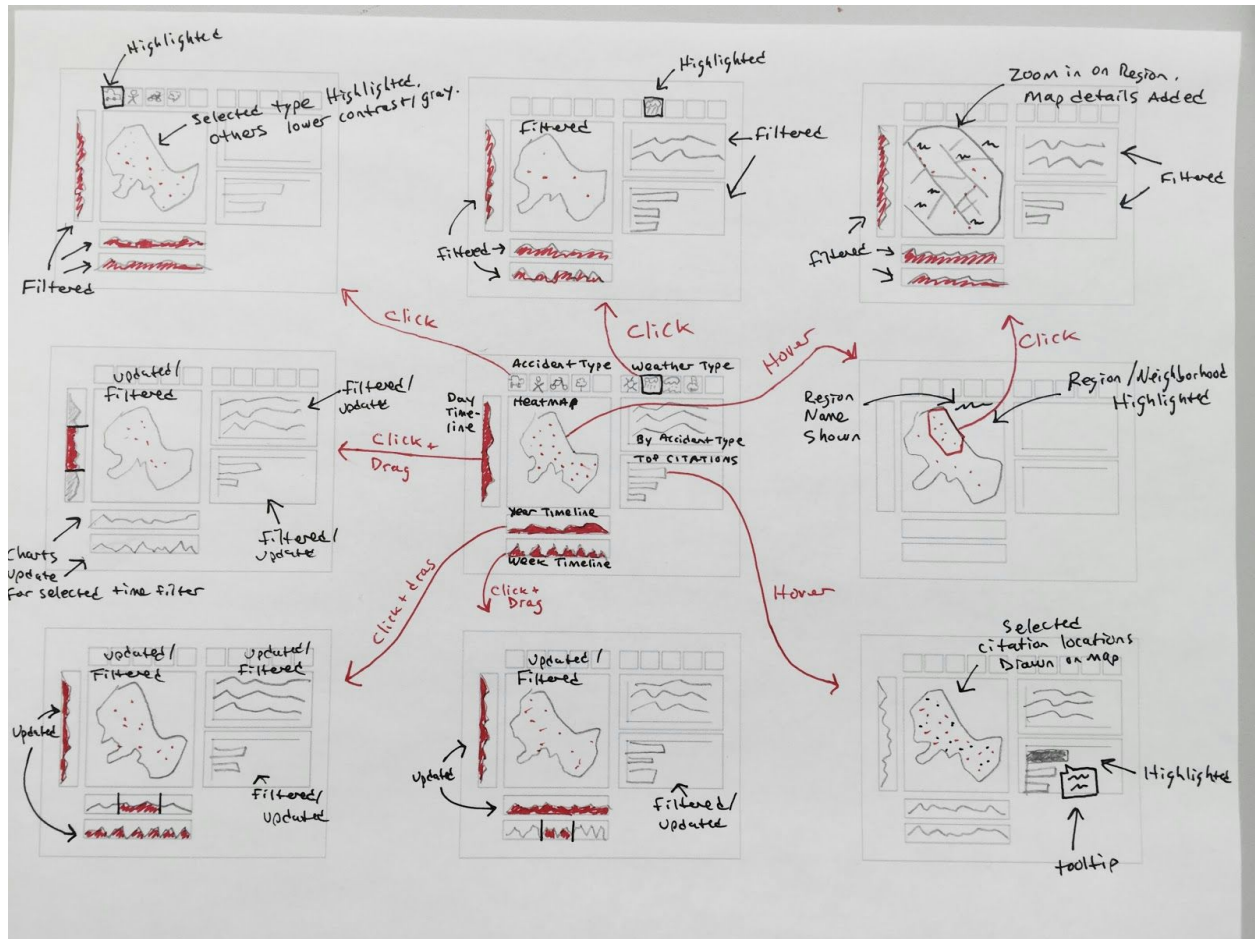 Highlighted
Selected type Highlighted.
others lower contrast/gray.
Filtered
Highlighted
Filtered
Filtered
Filtered
Zoom in on Region.
Map details Added
Filtered
Filtered
Click
Click
Hover
Click
Updated/
Filtered
Filtered/
Update
Filtered/
Update
Charts
Update
for selected time filter
Click +
Drag
Accident Type
Weather Type
Day
Time-
line
HEATMAP
By Accident Type
TOP CITATIONS
Year Timeline
Week Timeline
Region
Name
Shown
Region/Neighborhood
Highlighted
Click + drag
Click +
Drag
Hover
Updated/
Filtered
Updated/
Filtered
Updated
Filtered/
Updated
Updated/
Filtered
Updated
Filtered/
Updated
Selected
citation locations
Drawn on map
Highlighted
tooltip